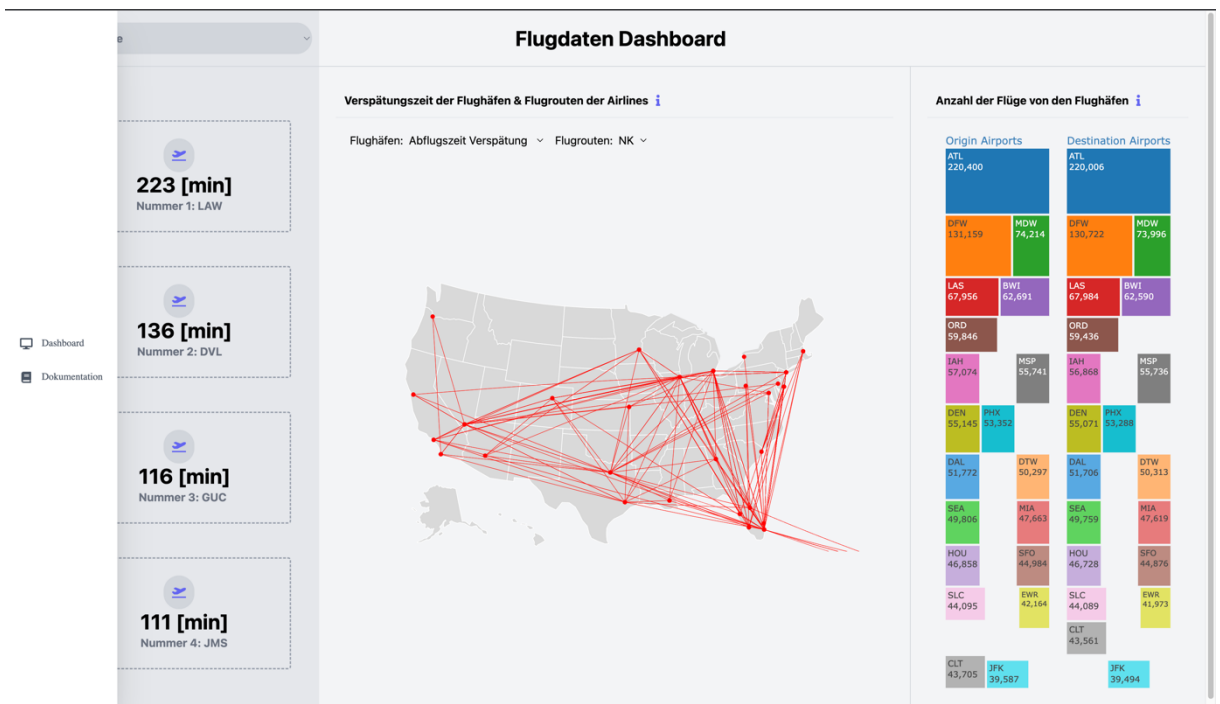 Dashboard
Dokumentation
e
223 [min]
Nummer 1: LAW
136 [min]
Nummer 2: DVL
116 [min]
Nummer 3: GUC
111 [min]
Nummer 4: JMS
Flugdaten Dashboard
Verspätungszeit der Flughäfen & Flugrouten der Airlines i
Flughäfen: Abflugszeit Verspätung Flugrouten: NK
Anzahl der Flüge von den Flughäfen i
Origin Airports
ATL
220,400
DFW
131,159
MDW
74,214
LAS
67,956
BWI
62,691
ORD
59,846
IAH
57,074
MSP
55,741
DEN
55,145
PHX
53,352
DAL
51,772
DTW
50,297
SEA
49,806
MIA
47,663
HOU
46,858
SFO
44,984
SLC
44,095
EWR
42,164
CLT
43,705
JFK
39,587
Destination Airports
ATL
220,006
DFW
130,722
MDW
73,996
LAS
67,984
BWI
62,590
ORD
59,436
IAH
56,868
MSP
55,736
DEN
55,071
PHX
53,288
DAL
51,706
DTW
50,313
SEA
49,759
MIA
47,619
HOU
46,728
SFO
44,876
SLC
44,089
EWR
41,973
CLT
43,561
JFK
39,494